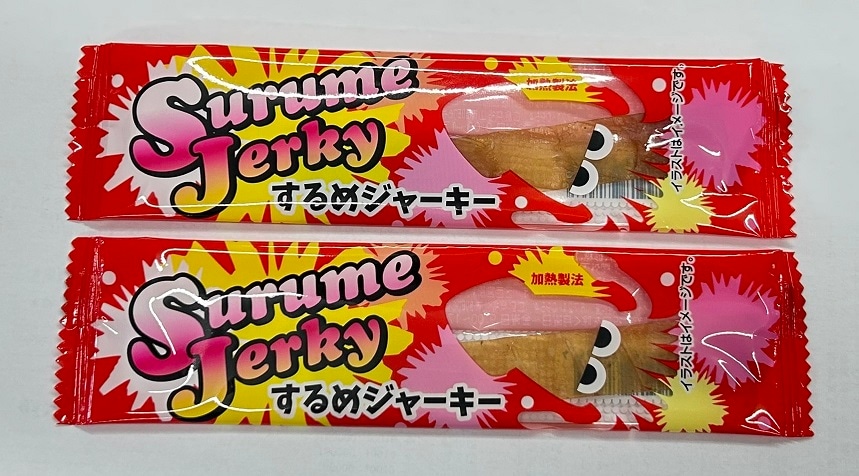 Surume
Jerky
するめジャーキー
加熱製法
イラストはイメージです。
Surume
Jerky
するめジャーキー
加熱製法
イラストはイメージです。